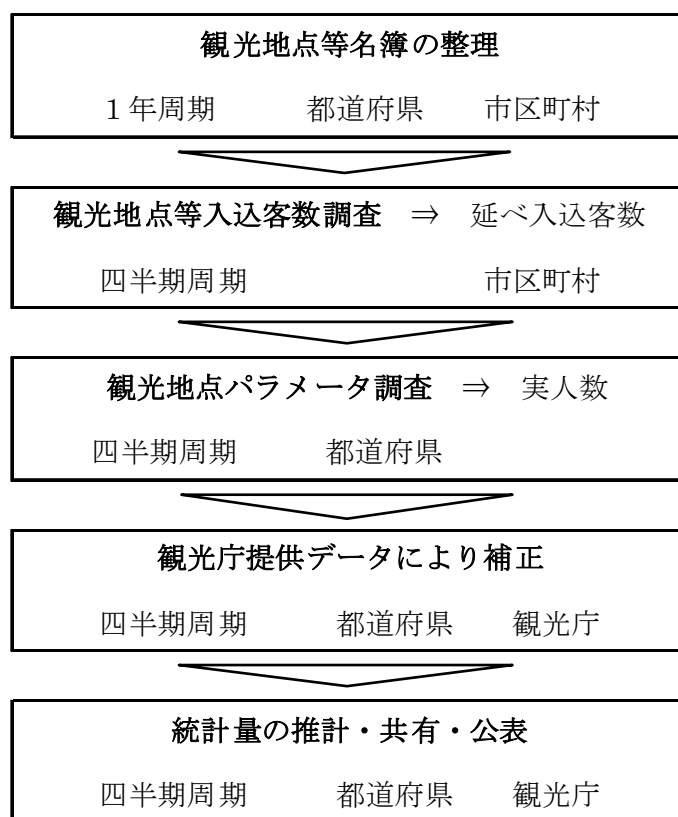 観光地点等名簿の整理
１年周期 都道府県 市区町村
観光地点等入込客数調査 ⇒ 延べ入込客数
四半期周期 市区町村
観光地点パラメータ調査 ⇒ 実人数
四半期周期 都道府県
観光庁提供データにより補正
四半期周期 都道府県 観光庁
統計量の推計・共有・公表
四半期周期 都道府県 観光庁